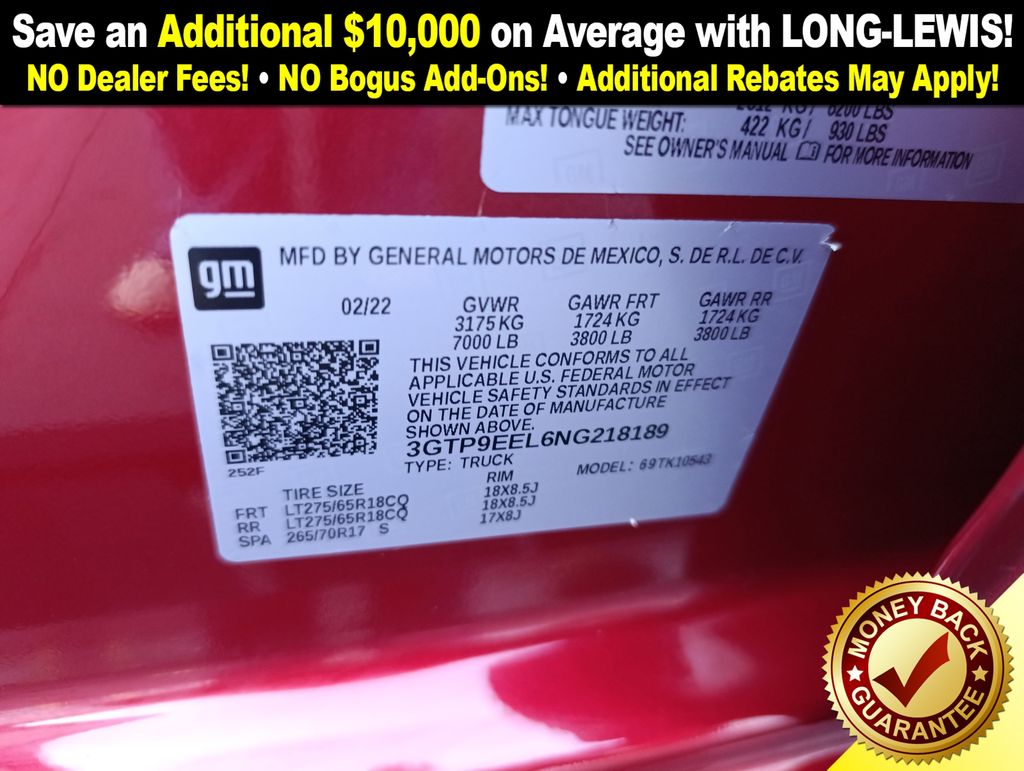 Save an Additional $10,000 on Average with LONG-LEWIS!
NO Dealer Fees! • NO Bogus Add-Ons! • Additional Rebates May Apply!
6200 LBS
MAX TONGUE WEIGHT: 422 KG/ 930 LBS
SEE OWNER'S MANUAL FOR MORE INFORMATION
gm
MFD BY GENERAL MOTORS DE MEXICO, S. DE R.L. DE C.V.
02/22 GVWR GAWR FRT GAWR RR
3175 KG 1724 KG 1724 KG
7000 LB 3800 LB 3800 LB
THIS VEHICLE CONFORMS TO ALL
APPLICABLE U.S. FEDERAL MOTOR
VEHICLE SAFETY STANDARDS IN EFFECT
ON THE DATE OF MANUFACTURE
SHOWN ABOVE.
3GTP9EEL6NG218189
252F
TYPE: TRUCK MODEL: 69TK10543
TIRE SIZE RIM
FRT LT275/65R18CQ 18X8.5J
RR LT275/65R18CQ 18X8.5J
SPA 265/70R17 S 17X8J
MONEY BACK
GUARANTEE